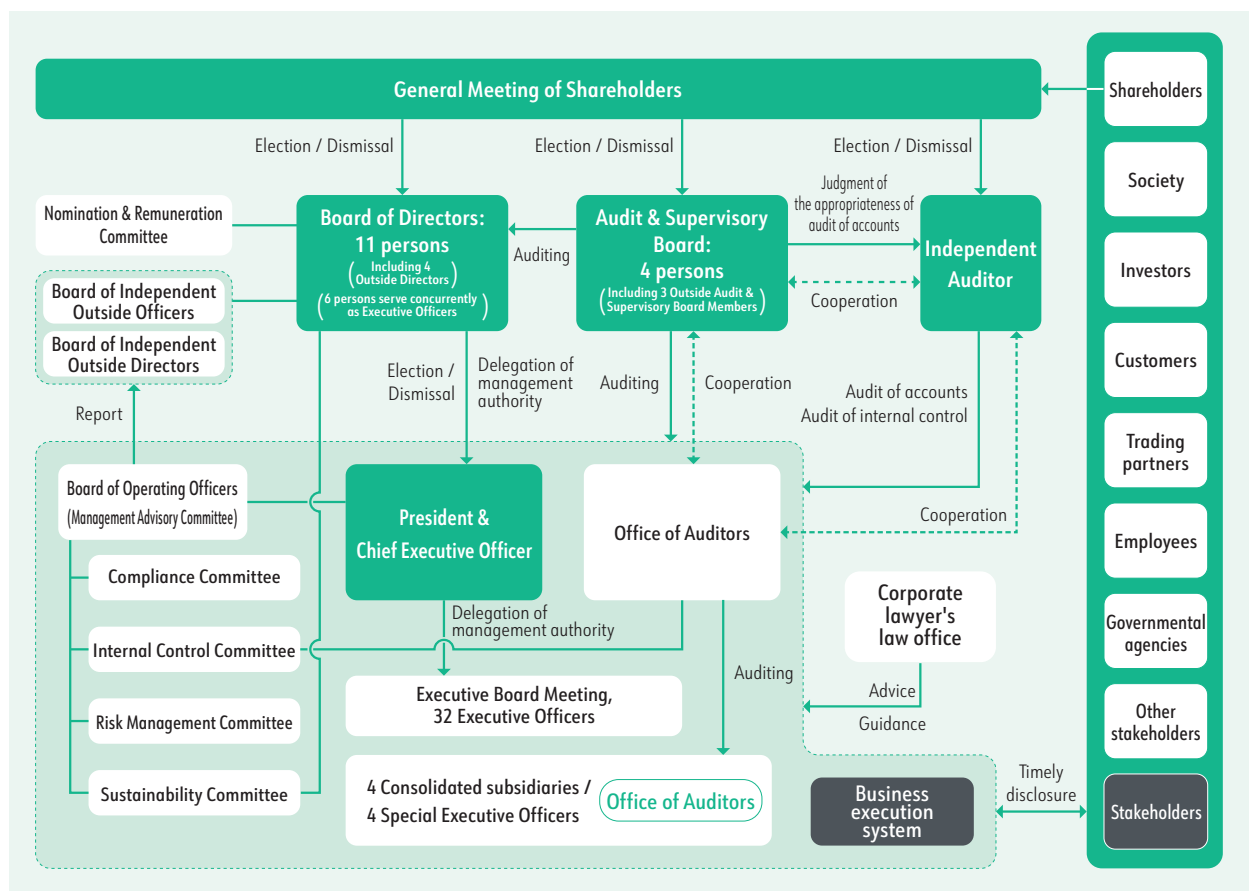 General Meeting of Shareholders
Shareholders
Election / Dismissal
Election / Dismissal
Election / Dismissal
Society
Nomination & Remuneration
Committee
Board of Directors:
11 persons
(Including 4
Outside Directors)
(6 persons serve concurrently
as Executive Officers)
Auditing
Audit & Supervisory
Board:
4 persons
(Including 3 Outside Audit &
Supervisory Board Members)
Judgment of
the appropriateness of
audit of accounts
Cooperation
Independent
Auditor
Investors
Board of Independent
Outside Officers
Board of Independent
Outside Directors
Report
Election /
Dismissal
Delegation of
management
authority
Auditing
Cooperation
Audit of accounts
Audit of internal control
Customers
Trading
partners
Board of Operating Officers
(Management Advisory Committee)
President &
Chief Executive Officer
Office of Auditors
Cooperation
Employees
Compliance Committee
Internal Control Committee
Risk Management Committee
Sustainability Committee
Delegation of
management authority
Executive Board Meeting,
32 Executive Officers
Auditing
Corporate
lawyer's
law office
Advice
Guidance
Governmental
agencies
Other
stakeholders
4 Consolidated subsidiaries /
4 Special Executive Officers
Office of Auditors
Business
execution
system
Timely
disclosure
Stakeholders